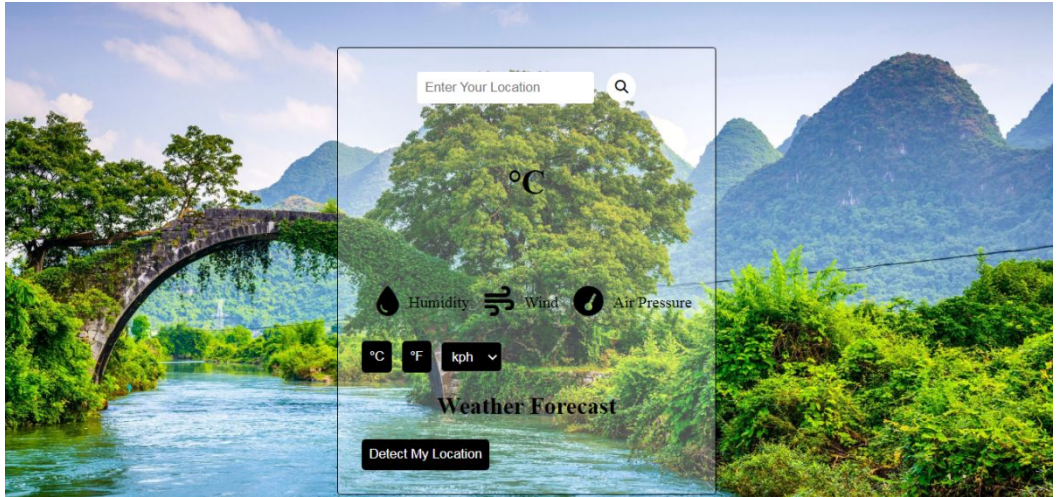 Enter Your Location
°C
Humidity Wind Air Pressure
°C °F kph
Weather Forecast
Detect My Location